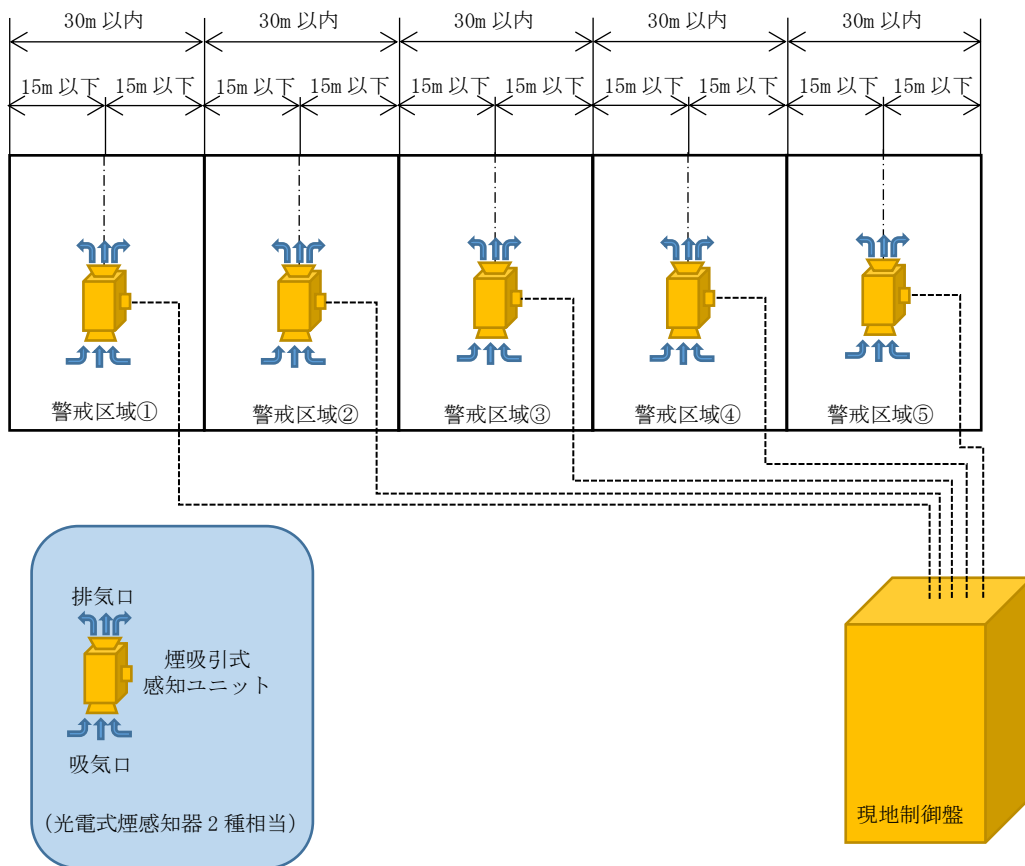 30m 以内
30m 以内
30m 以内
30m 以内
30m 以内
15m 以下
15m 以下
15m 以下
15m 以下
15m 以下
15m 以下
15m 以下
15m 以下
15m 以下
15m 以下
警戒区域①
警戒区域②
警戒区域③
警戒区域④
警戒区域⑤
排気口
煙吸引式
感知ユニット
吸気口
(光電式煙感知器2種相当)
現地制御盤